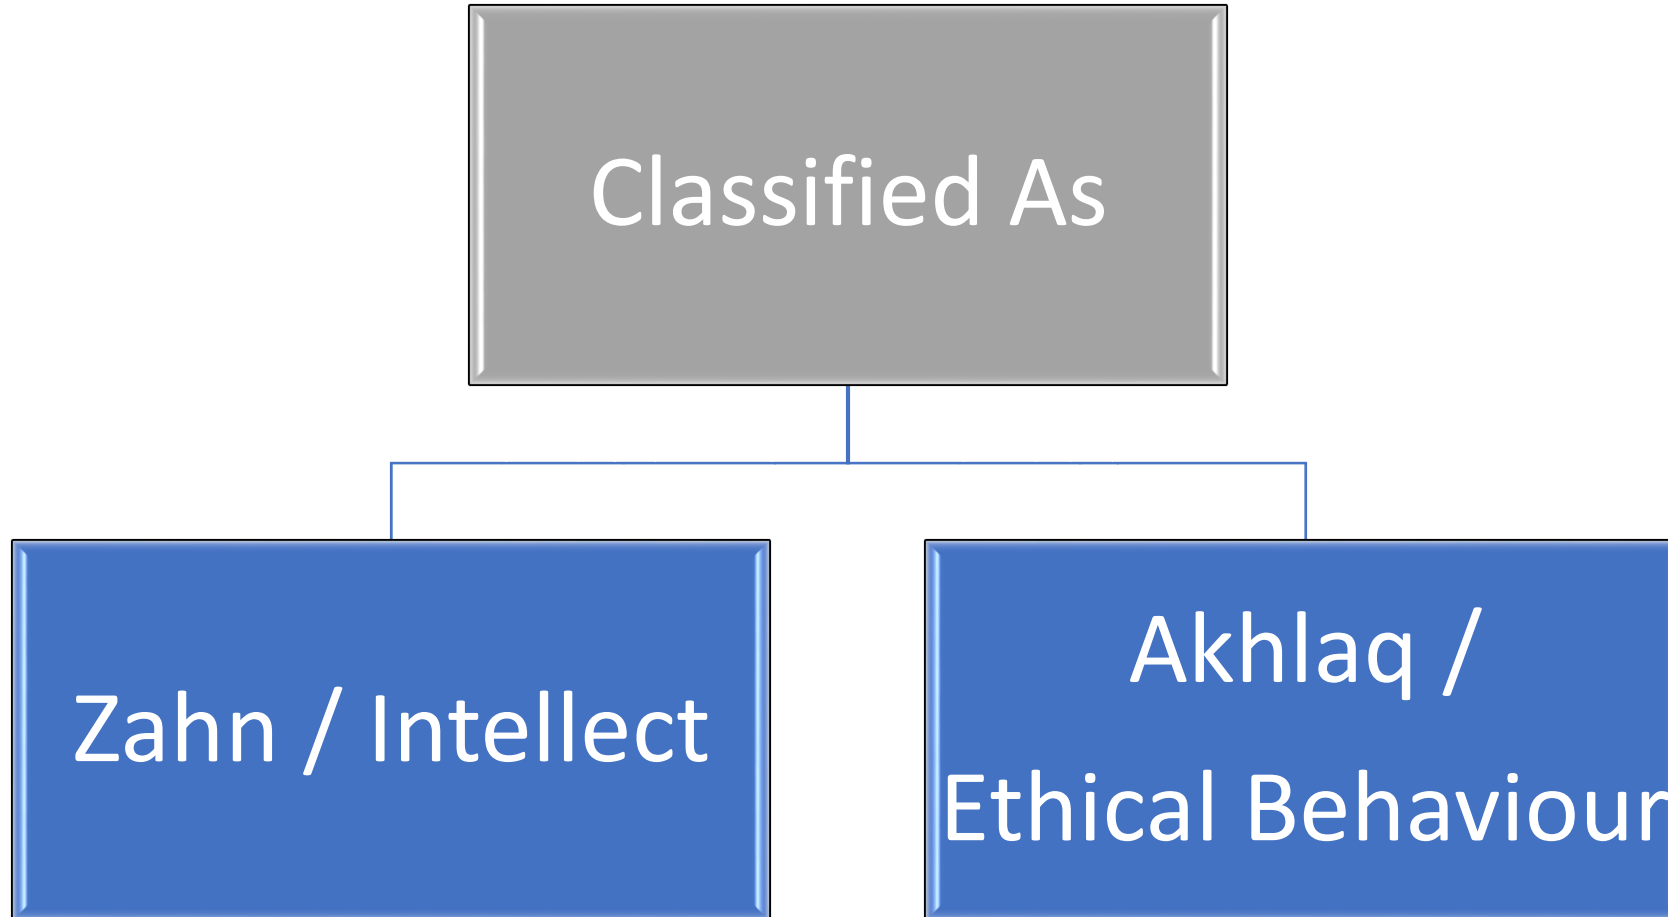 Classified As
Zahn / Intellect
Akhlaq /
Ethical Behaviour